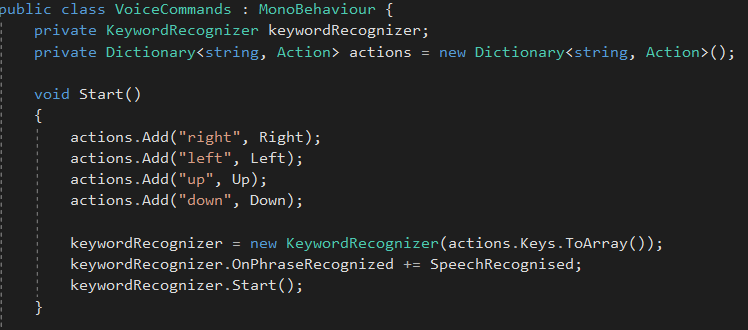 public class VoiceCommands : MonoBehaviour {
private KeywordRecognizer keywordRecognizer;
private Dictionary<string, Action> actions = new Dictionary<string, Action>();
void Start()
{
actions.Add("right", Right);
actions.Add("left", Left);
actions.Add("up", Up);
actions.Add("down", Down);
keywordRecognizer = new KeywordRecognizer(actions.Keys.ToArray());
keywordRecognizer.OnPhraseRecognized += SpeechRecognised;
keywordRecognizer.Start();
}